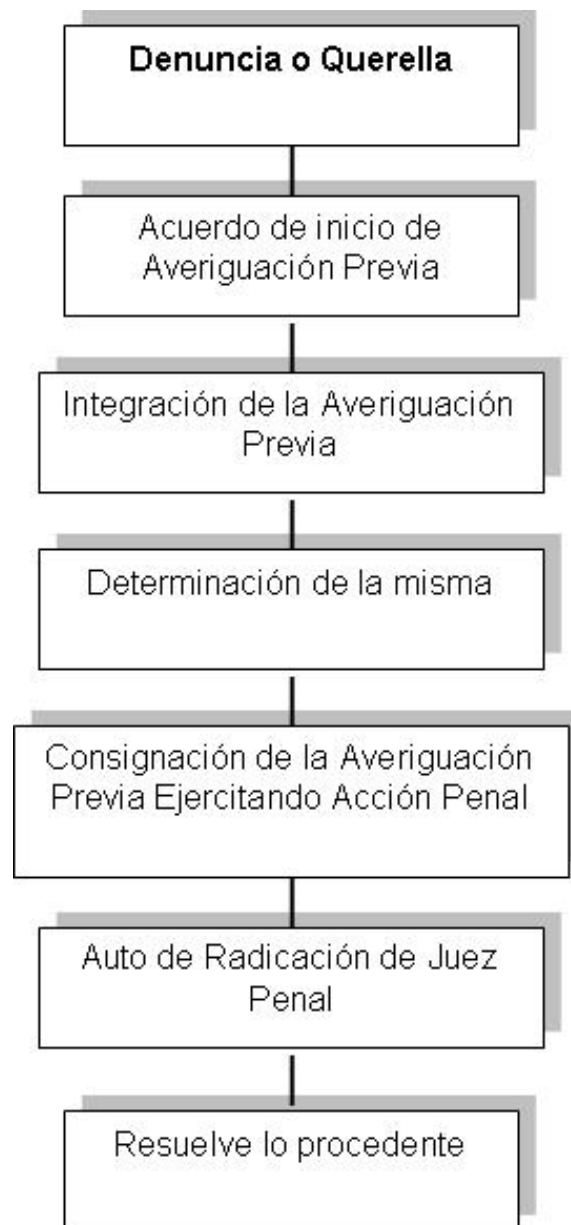 Denuncia o Querella
Acuerdo de inicio de
Averiguación Previa
Integración de la Averiguación
Previa
Determinación de la misma
Consignación de la Averiguación
Previa Ejercitando Acción Penal
Auto de Radicación de Juez
Penal
Resuelve lo procedente